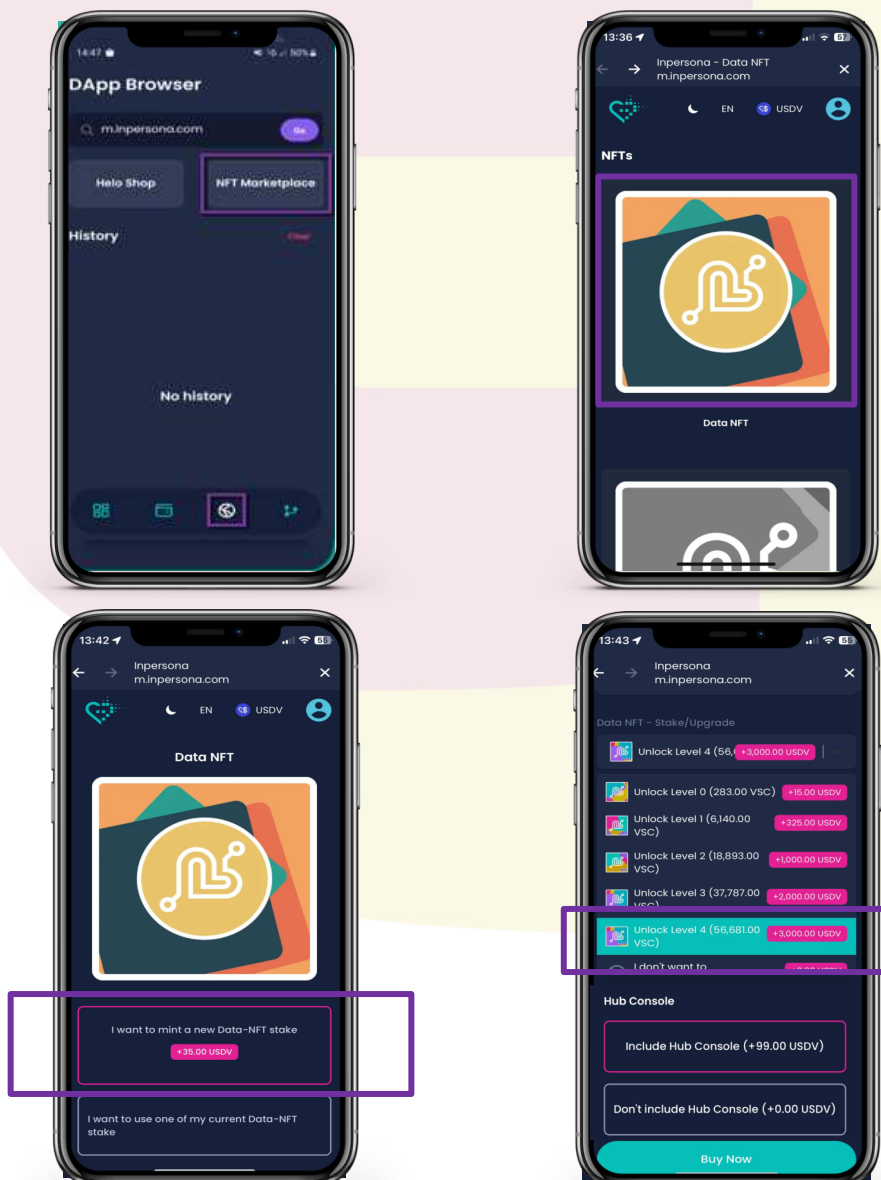 14:47
50%
DApp Browser
m.inpersona.com
Go
Helo Shop
NFT Marketplace
History
Clear
No history
13:36
57
Inpersona - Data NFT
m.inpersona.com
EN
USDV
NFTs
Data NFT
13:42
55
Inpersona
m.inpersona.com
EN
USDV
Data NFT
I want to mint a new Data-NFT stake
+35.00 USDV
I want to use one of my current Data-NFT
stake
13:43
55
Inpersona
m.inpersona.com
Data NFT - Stake/Upgrade
Unlock Level 4 (56, +3,000.00 USDV
Unlock Level 0 (283.00 VSC) +15.00 USDV
Unlock Level 1 (6,140.00
VSC) +325.00 USDV
Unlock Level 2 (18,893.00
VSC) +1,000.00 USDV
Unlock Level 3 (37,787.00
VSC) +2,000.00 USDV
Unlock Level 4 (56,681.00
VSC) +3,000.00 USDV
I don't want to
Hub Console
Include Hub Console (+99.00 USDV)
Don't include Hub Console (+0.00 USDV)
Buy Now